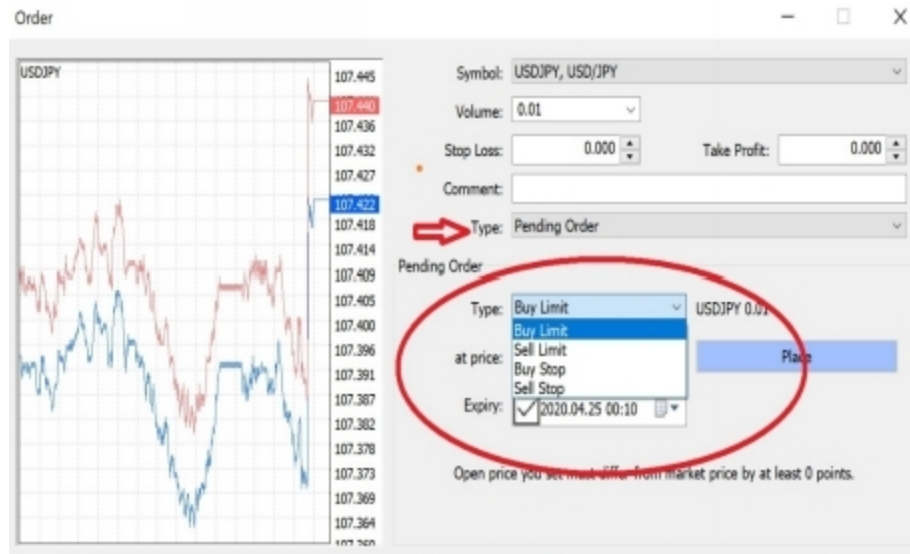 Order
USDJPY
107.445
107.440
107.436
107.432
107.427
107.422
107.418
107.414
107.409
107.405
107.400
107.396
107.391
107.387
107.382
107.378
107.373
107.369
107.364
107.360
Symbol: USDJPY, USD/JPY
Volume: 0.01
Stop Loss: 0.000 Take Profit: 0.000
Comment:
Type: Pending Order
Pending Order
Type: Buy Limit USDJPY 0.01
Buy Limit
Sell Limit
Buy Stop
Sell Stop
at price: Place
Expiry: 2020.04.25 00:10
Open price you set must differ from market price by at least 0 points.